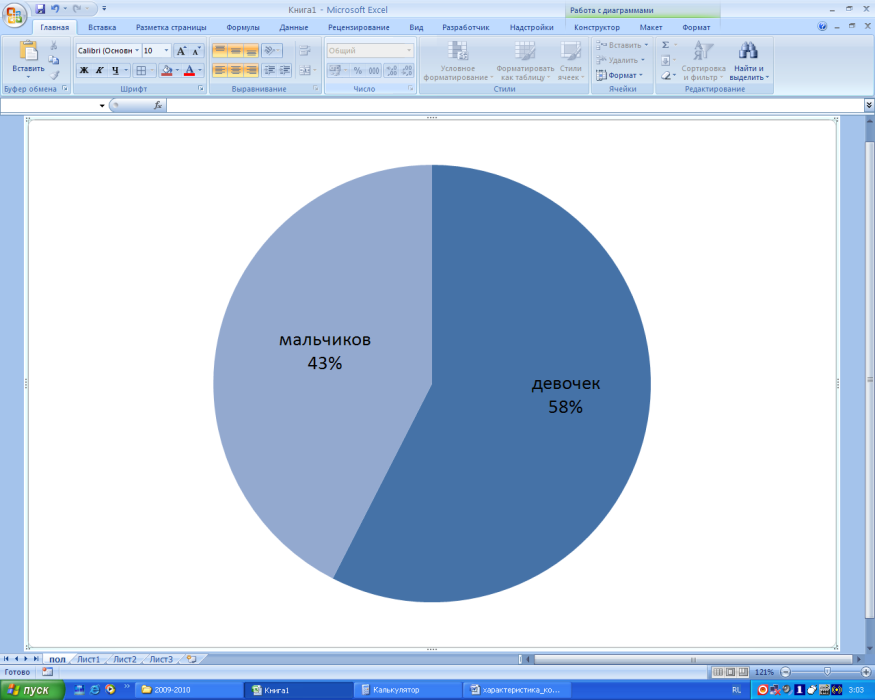 Книга1 - Microsoft Excel
Работа с диаграммами
Главная Вставка Разметка страницы Формулы Данные Рецензирование Вид Разработчик Надстройки Конструктор Макет Формат
Calibri (Основн 10 Общий
Вставить
Ж К Ч % 000
Условное форматирование
Форматировать как таблицу
Стили ячеек
Вставить
Удалить
Формат
Сортировка и фильтр
Найти и выделить
Буфер обмена Шрифт Выравнивание Число Стили Ячейки Редактирование
fx
мальчиков
43%
девочек
58%
пол Лист1 Лист2 Лист3
Готово 121%
пуск 2009-2010 Книга1 Калькулятор характеристика_ко... RL 3:03